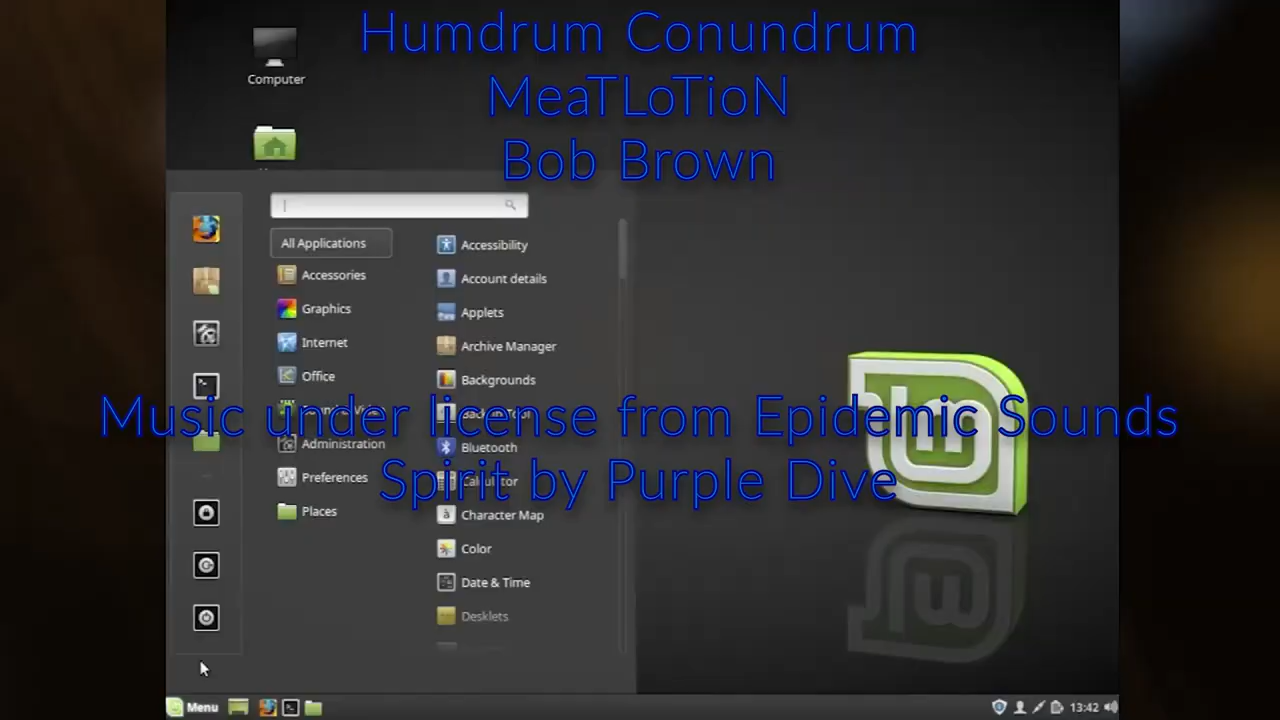 Humdrum Conundrum
MeaTLoTioN
Bob Brown
Computer
All Applications
Accessories
Graphics
Internet
Office
Administration
Preferences
Places
Accessibility
Account details
Applets
Archive Manager
Backgrounds
Bluetooth
Calculator
Character Map
Color
Date & Time
Desklets
Music under license from Epidemic Sounds
Spirit by Purple Dive
Menu
13:42